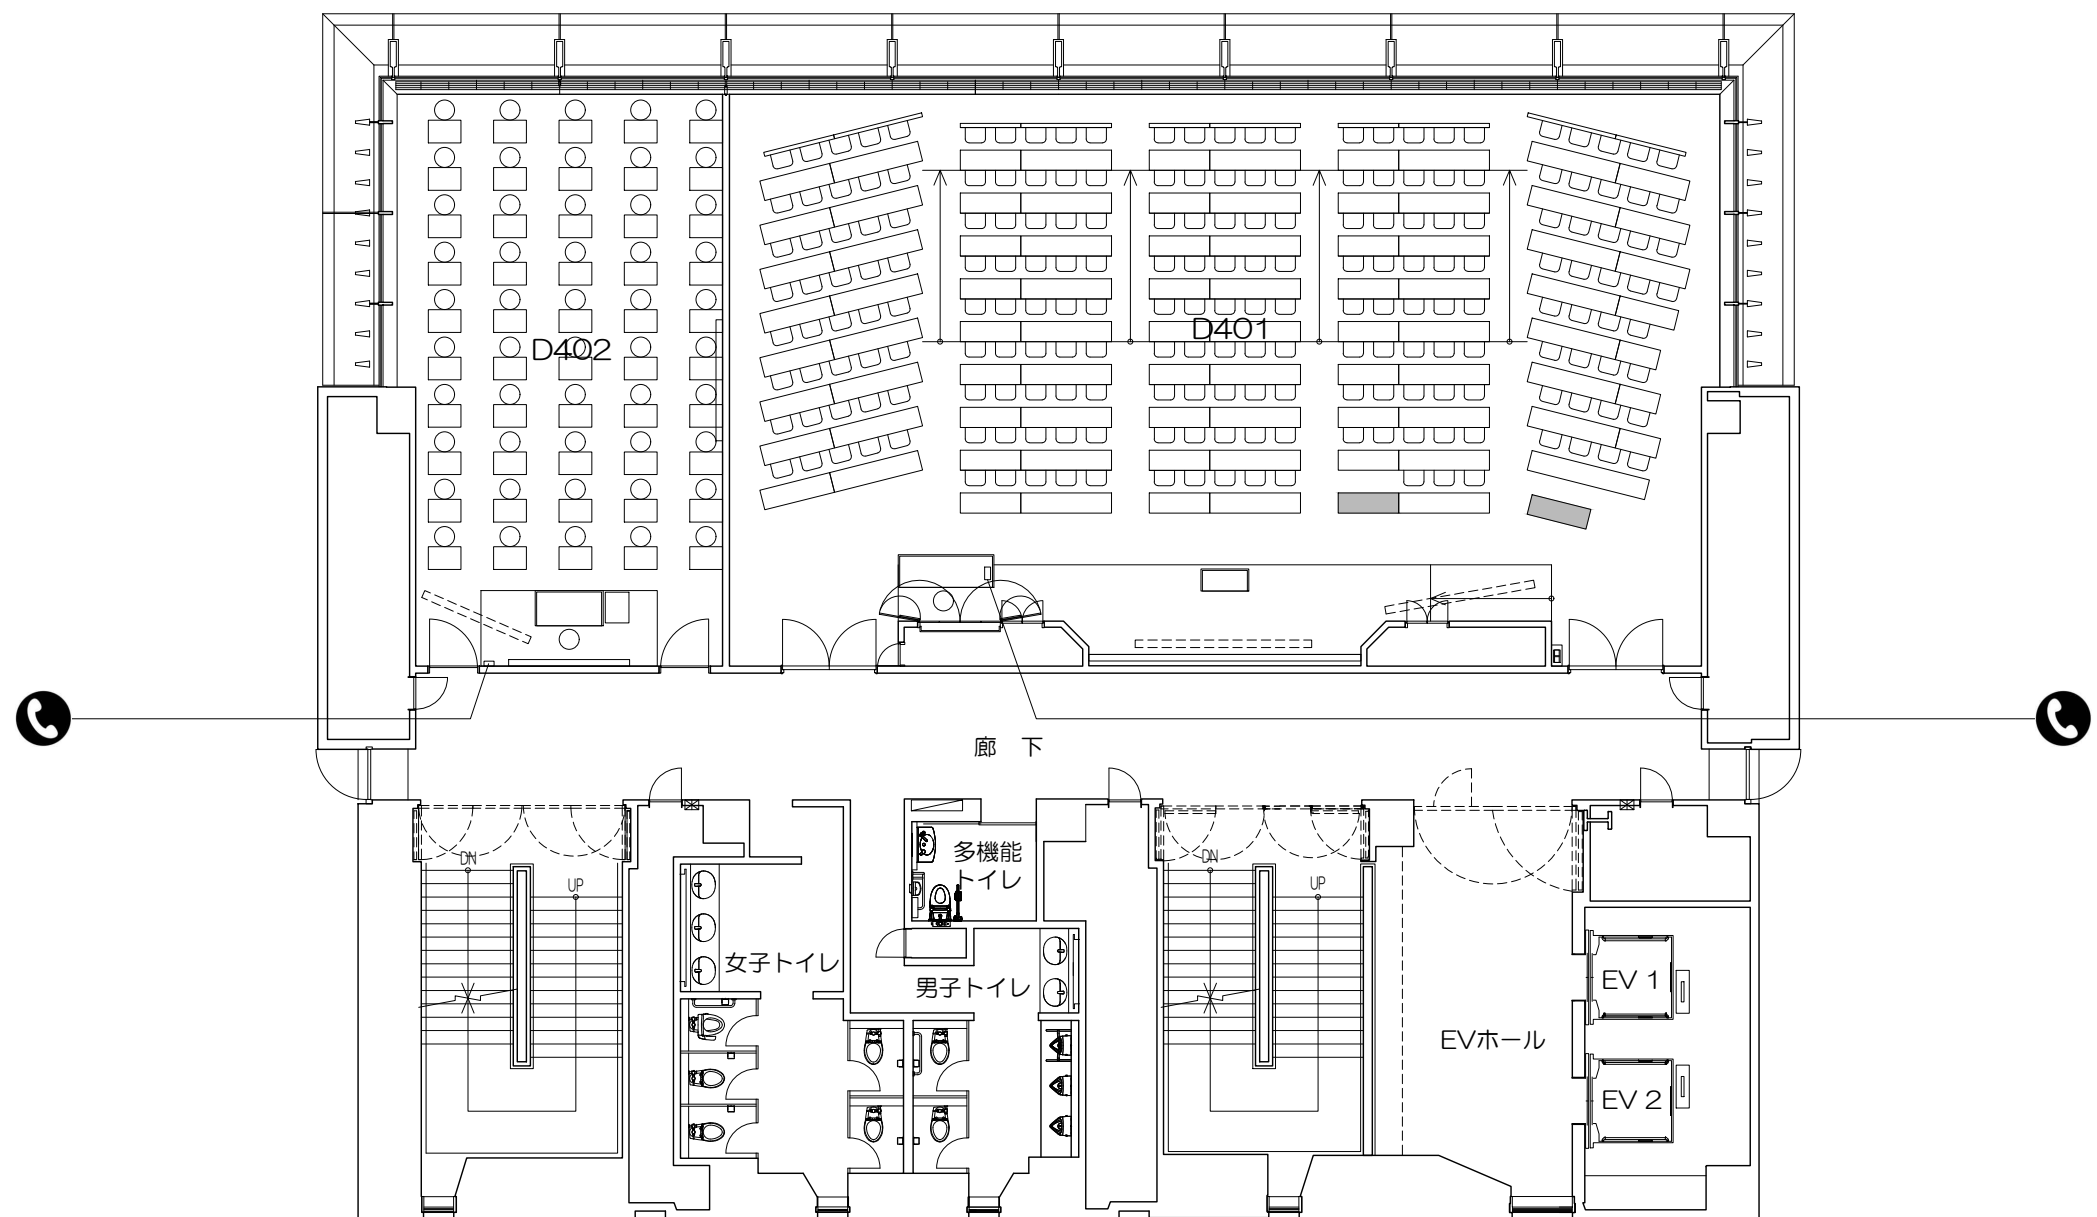 D402
D401
廊 下
DN
UP
多機能
トイレ
DN
UP
女子トイレ
男子トイレ
EV 1
EVホール
EV 2